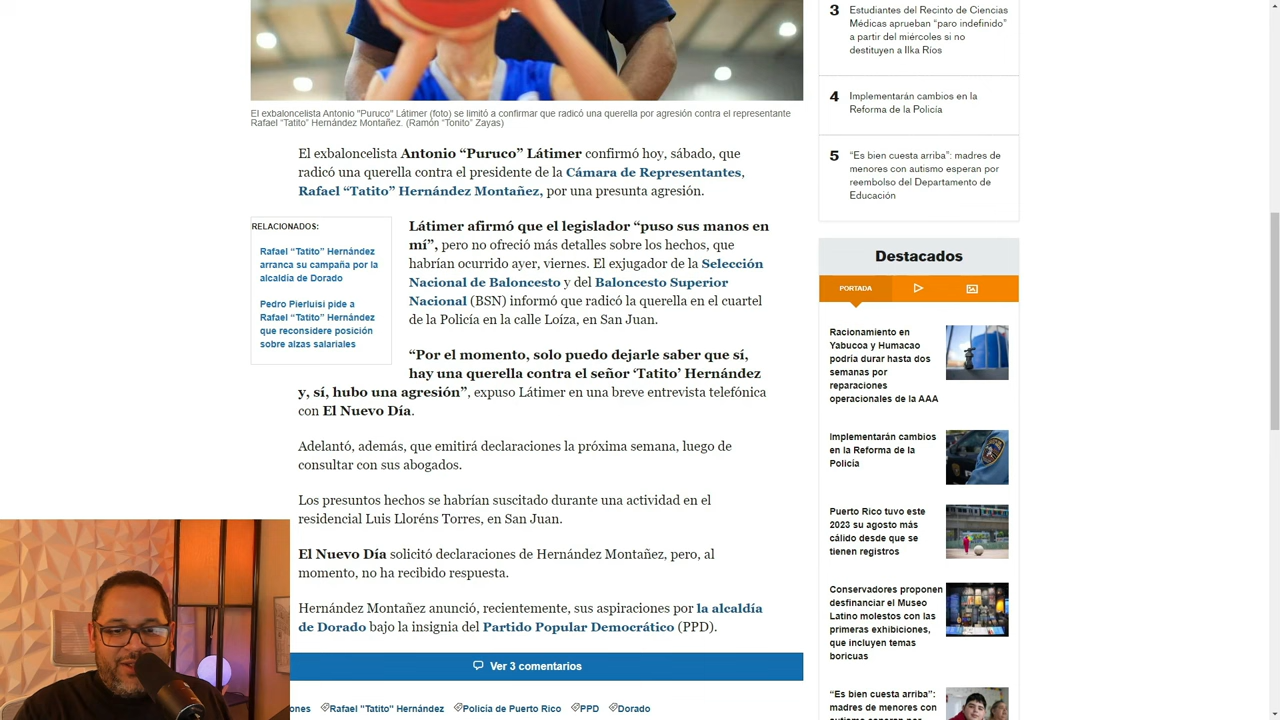 El exbaloncelista Antonio "Puruco" Látimer (foto) se limitó a confirmar que radicó una querella por agresión contra el representante
Rafael "Tatito" Hernández Montañez. (Ramón "Tonito" Zayas)
El exbaloncelista Antonio “Puruco” Látimer confirmó hoy, sábado, que
radicó una querella contra el presidente de la Cámara de Representantes,
Rafael “Tatito” Hernández Montañez, por una presunta agresión.
RELACIONADOS:
Rafael “Tatito” Hernández
arranca su campaña por la
alcaldía de Dorado
Pedro Pierluisi pide a
Rafael “Tatito” Hernández
que reconsidere posición
sobre alzas salariales
Látimer afirmó que el legislador “puso sus manos en
mí”, pero no ofreció más detalles sobre los hechos, que
habrían ocurrido ayer, viernes. El exjugador de la Selección
Nacional de Baloncesto y del Baloncesto Superior
Nacional (BSN) informó que radicó la querella en el cuartel
de la Policía en la calle Loíza, en San Juan.
“Por el momento, solo puedo dejarle saber que sí,
hay una querella contra el señor ‘Tatito’ Hernández
y, sí, hubo una agresión”, expuso Látimer en una breve entrevista telefónica
con El Nuevo Día.
Adelantó, además, que emitirá declaraciones la próxima semana, luego de
consultar con sus abogados.
Los presuntos hechos se habrían suscitado durante una actividad en el
residencial Luis Lloréns Torres, en San Juan.
El Nuevo Día solicitó declaraciones de Hernández Montañez, pero, al
momento, no ha recibido respuesta.
Hernández Montañez anunció, recientemente, sus aspiraciones por la alcaldía
de Dorado bajo la insignia del Partido Popular Democrático (PPD).
Ver 3 comentarios
ones Rafael "Tatito" Hernández Policía de Puerto Rico PPD Dorado
3 Estudiantes del Recinto de Ciencias
Médicas aprueban “paro indefinido”
a partir del miércoles si no
destituyen a Ilka Ríos
4 Implementarán cambios en la
Reforma de la Policía
5 “Es bien cuesta arriba”: madres de
menores con autismo esperan por
reembolso del Departamento de
Educación
Destacados
PORTADA
Racionamiento en
Yabucoa y Humacao
podría durar hasta dos
semanas por
reparaciones
operacionales de la AAA
Implementarán cambios
en la Reforma de la
Policía
Puerto Rico tuvo este
2023 su agosto más
cálido desde que se
tienen registros
Conservadores proponen
desfinanciar el Museo
Latino molestos con las
primeras exhibiciones,
que incluyen temas
boricuas
“Es bien cuesta arriba”:
madres de menores con
autismo esperan por